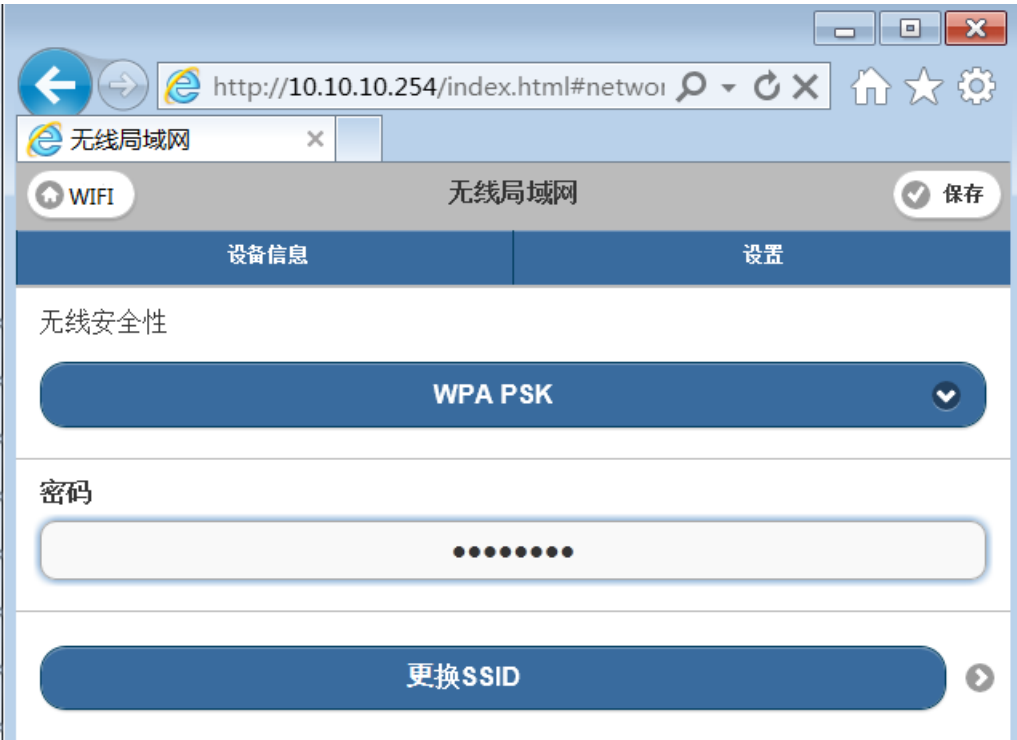 http://10.10.10.254/index.html#networ
无线局域网
WIFI
无线局域网
保存
设备信息
设置
无线安全性
WPA PSK
密码
••••••••
更换SSID